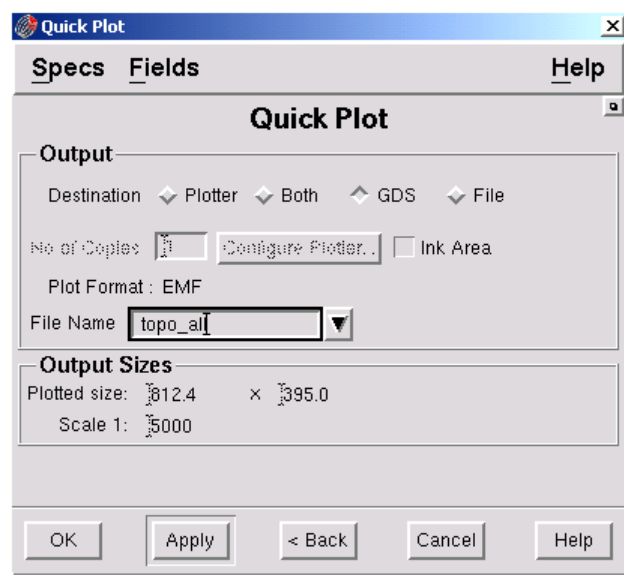 Quick Plot
Specs Fields Help
Quick Plot
Output
Destination Plotter Both GDS File
No of Copies 1 Configure Plotter.. Ink Area
Plot Format : EMF
File Name topo_all
Output Sizes
Plotted size: 812.4 × 395.0
Scale 1: 5000
OK Apply < Back Cancel Help